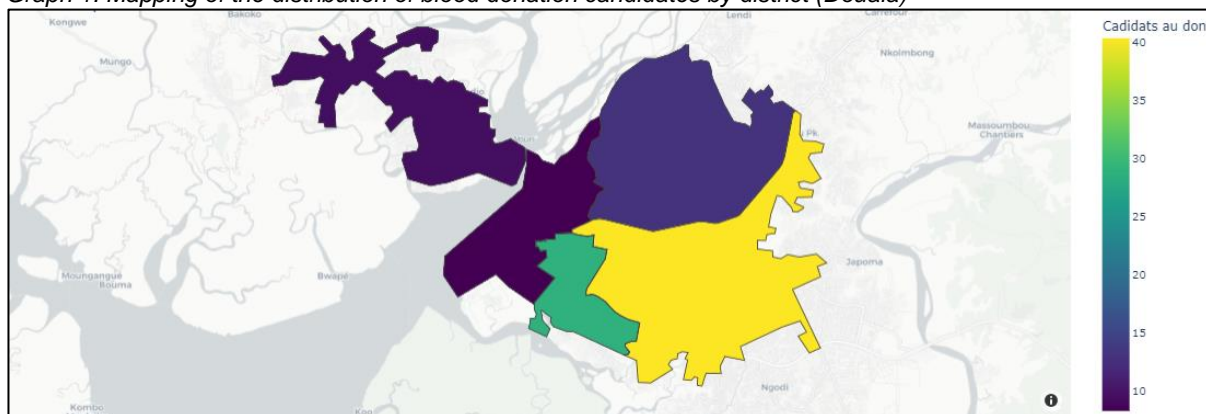 Graph 4. Mapping of the distribution of blood donation candidates by district (Douala)
Bakoko
Lendi
Kongwe
Carrefour
Cadidats au don
40
Mungo
Nkolmbong
35
Massoumbou
Chantiers
30
25
Japoma
Moungangue
Bouma
Bwapé
20
15
Ngodi
10
Kombo